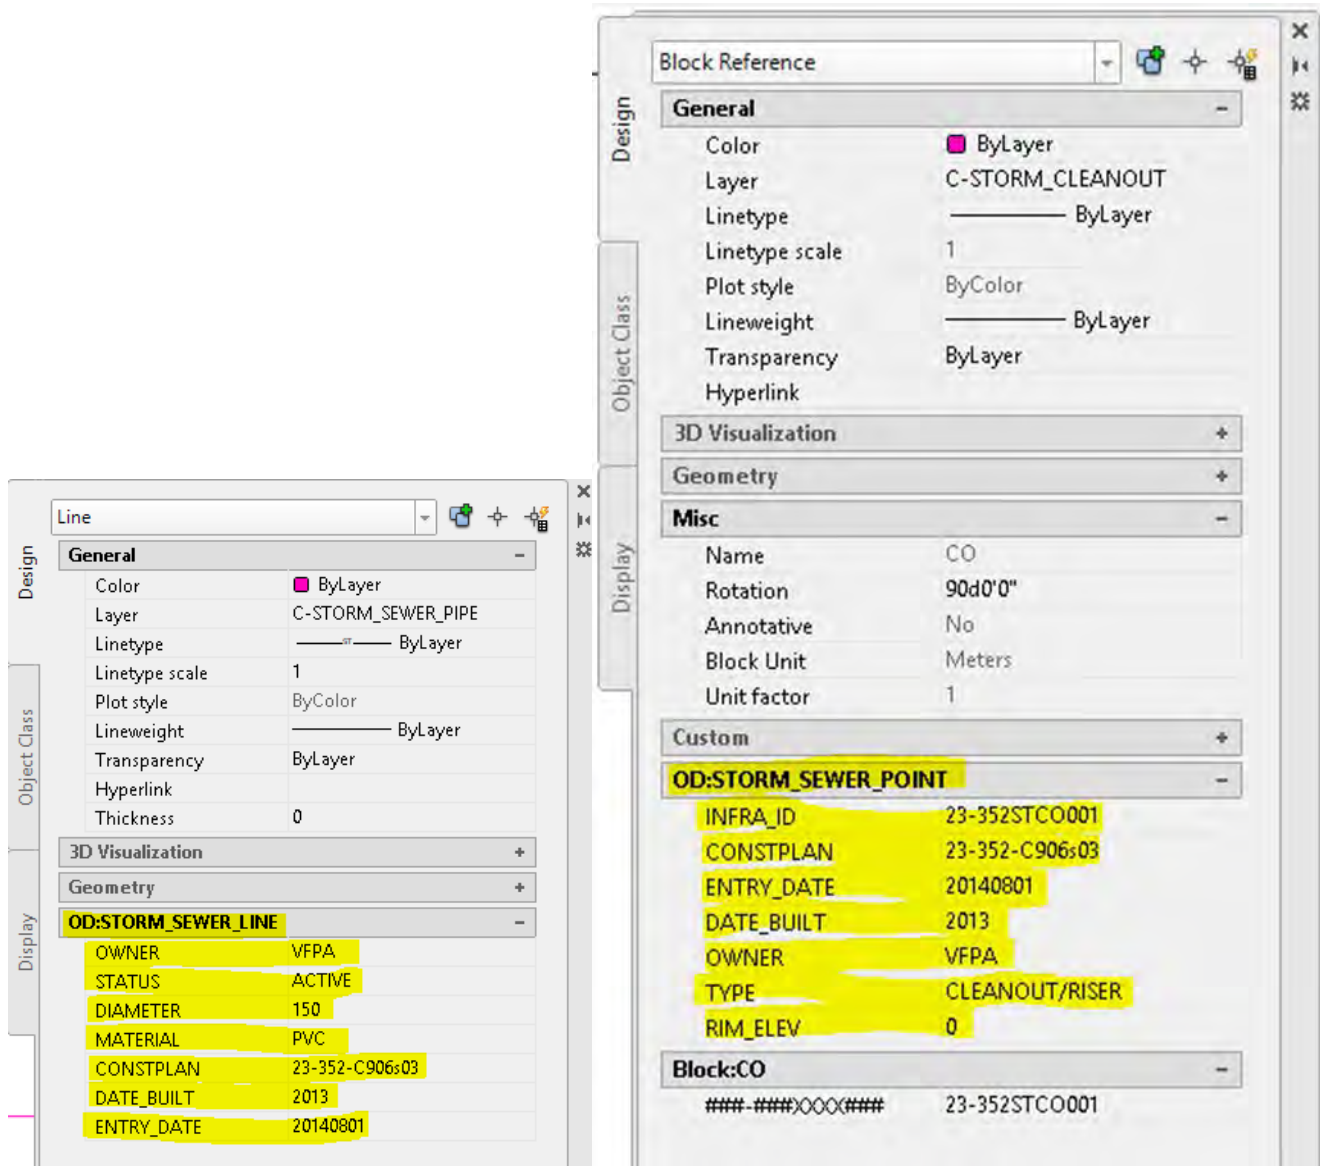 Line
Design
Object Class
Display
General
Color ByLayer
Layer C-STORM_SEWER_PIPE
Linetype ST ByLayer
Linetype scale 1
Plot style ByColor
Lineweight ByLayer
Transparency ByLayer
Hyperlink
Thickness 0
3D Visualization
Geometry
OD:STORM_SEWER_LINE
OWNER VFPA
STATUS ACTIVE
DIAMETER 150
MATERIAL PVC
CONSTPLAN 23-352-C906s03
DATE_BUILT 2013
ENTRY_DATE 20140801
Block Reference
Design
Object Class
Display
General
Color ByLayer
Layer C-STORM_CLEANOUT
Linetype ByLayer
Linetype scale 1
Plot style ByColor
Lineweight ByLayer
Transparency ByLayer
Hyperlink
3D Visualization
Geometry
Misc
Name CO
Rotation 90d0'0"
Annotative No
Block Unit Meters
Unit factor 1
Custom
OD:STORM_SEWER_POINT
INFRA_ID 23-352STCO001
CONSTPLAN 23-352-C906s03
ENTRY_DATE 20140801
DATE_BUILT 2013
OWNER VFPA
TYPE CLEANOUT/RISER
RIM_ELEV 0
Block:CO
###-###XXXX### 23-352STCO001